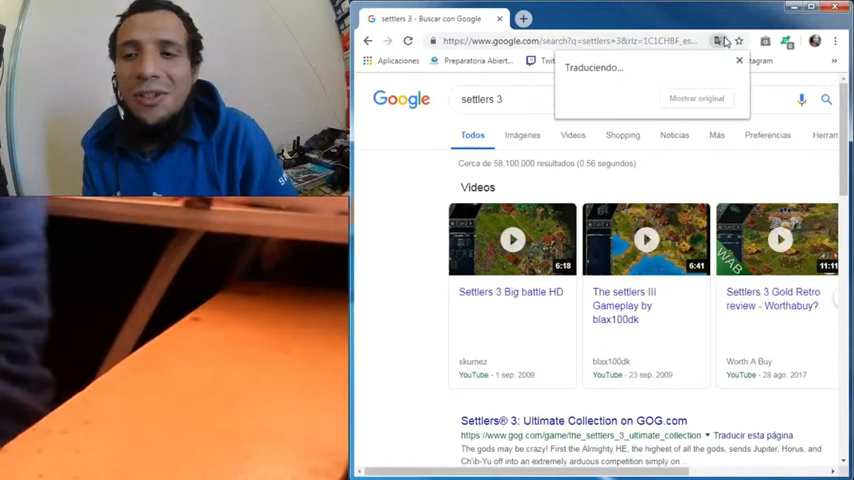 settlers 3 - Buscar con Google
https://www.google.com/search?q=settlers+3&rlz=1C1CHBF_es...
Aplicaciones
Preparatoria Abiert...
Traduciendo...
Mostrar original
Google
settlers 3
Todos
Imágenes
Videos
Shopping
Noticias
Más
Preferencias
Cerca de 58,100,000 resultados (0.56 segundos)
Videos
6:18
6:41
WAB
11:11
Settlers 3 Big battle HD
The settlers III
Gameplay by
blax100dk
Settlers 3 Gold Retro
review - Worthabuy?
skumez
YouTube - 1 sep. 2009
blax100dk
YouTube - 23 sep. 2009
Worth A Buy
YouTube - 28 ago. 2017
Settlers® 3: Ultimate Collection on GOG.com
https://www.gog.com/game/the_settlers_3_ultimate_collection
Traducir esta página
The gods may be crazy! First the Almighty HE, the highest of all the gods, sends Jupiter, Horus, and
Ch'ih-Yu off into an extremely arduous competition simply on ...